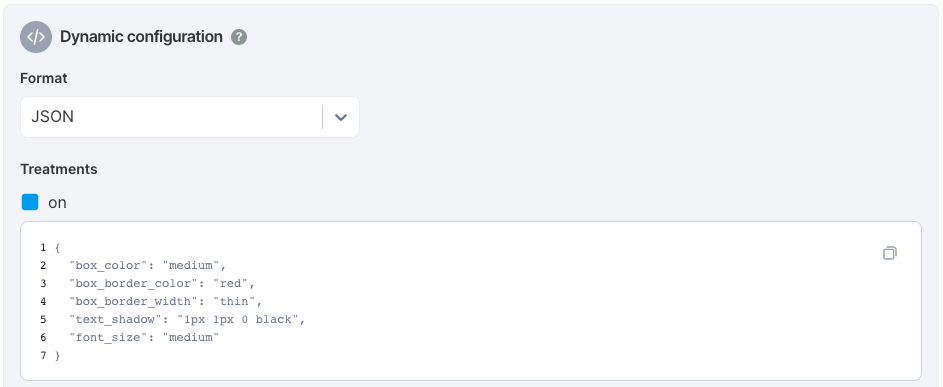 </> Dynamic configuration ?
Format
JSON
Treatments
on
1 {
2 "box_color": "medium",
3 "box_border_color": "red",
4 "box_border_width": "thin",
5 "text_shadow": "1px 1px 0 black",
6 "font_size": "medium"
7 }